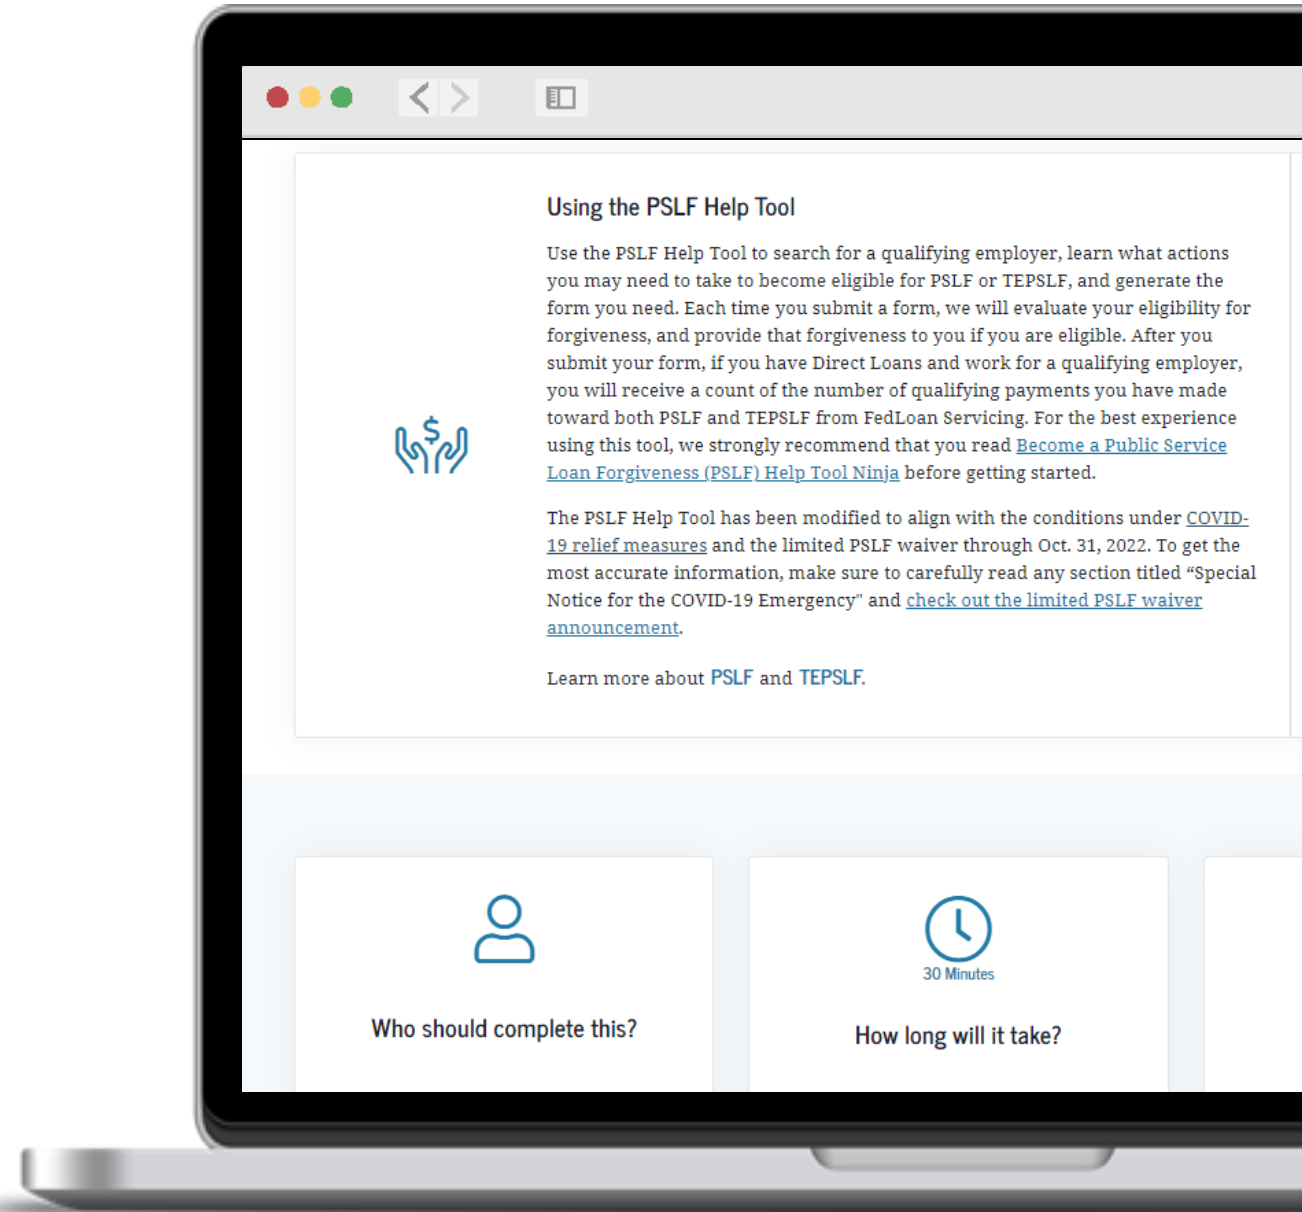 Using the PSLF Help Tool
Use the PSLF Help Tool to search for a qualifying employer, learn what actions
you may need to take to become eligible for PSLF or TEPSLF, and generate the
form you need. Each time you submit a form, we will evaluate your eligibility for
forgiveness, and provide that forgiveness to you if you are eligible. After you
submit your form, if you have Direct Loans and work for a qualifying employer,
you will receive a count of the number of qualifying payments you have made
toward both PSLF and TEPSLF from FedLoan Servicing. For the best experience
using this tool, we strongly recommend that you read Become a Public Service
Loan Forgiveness (PSLF) Help Tool Ninja before getting started.
The PSLF Help Tool has been modified to align with the conditions under COVID-
19 relief measures and the limited PSLF waiver through Oct. 31, 2022. To get the
most accurate information, make sure to carefully read any section titled “Special
Notice for the COVID-19 Emergency" and check out the limited PSLF waiver
announcement.
Learn more about PSLF and TEPSLF.
$
30 Minutes
Who should complete this?
How long will it take?